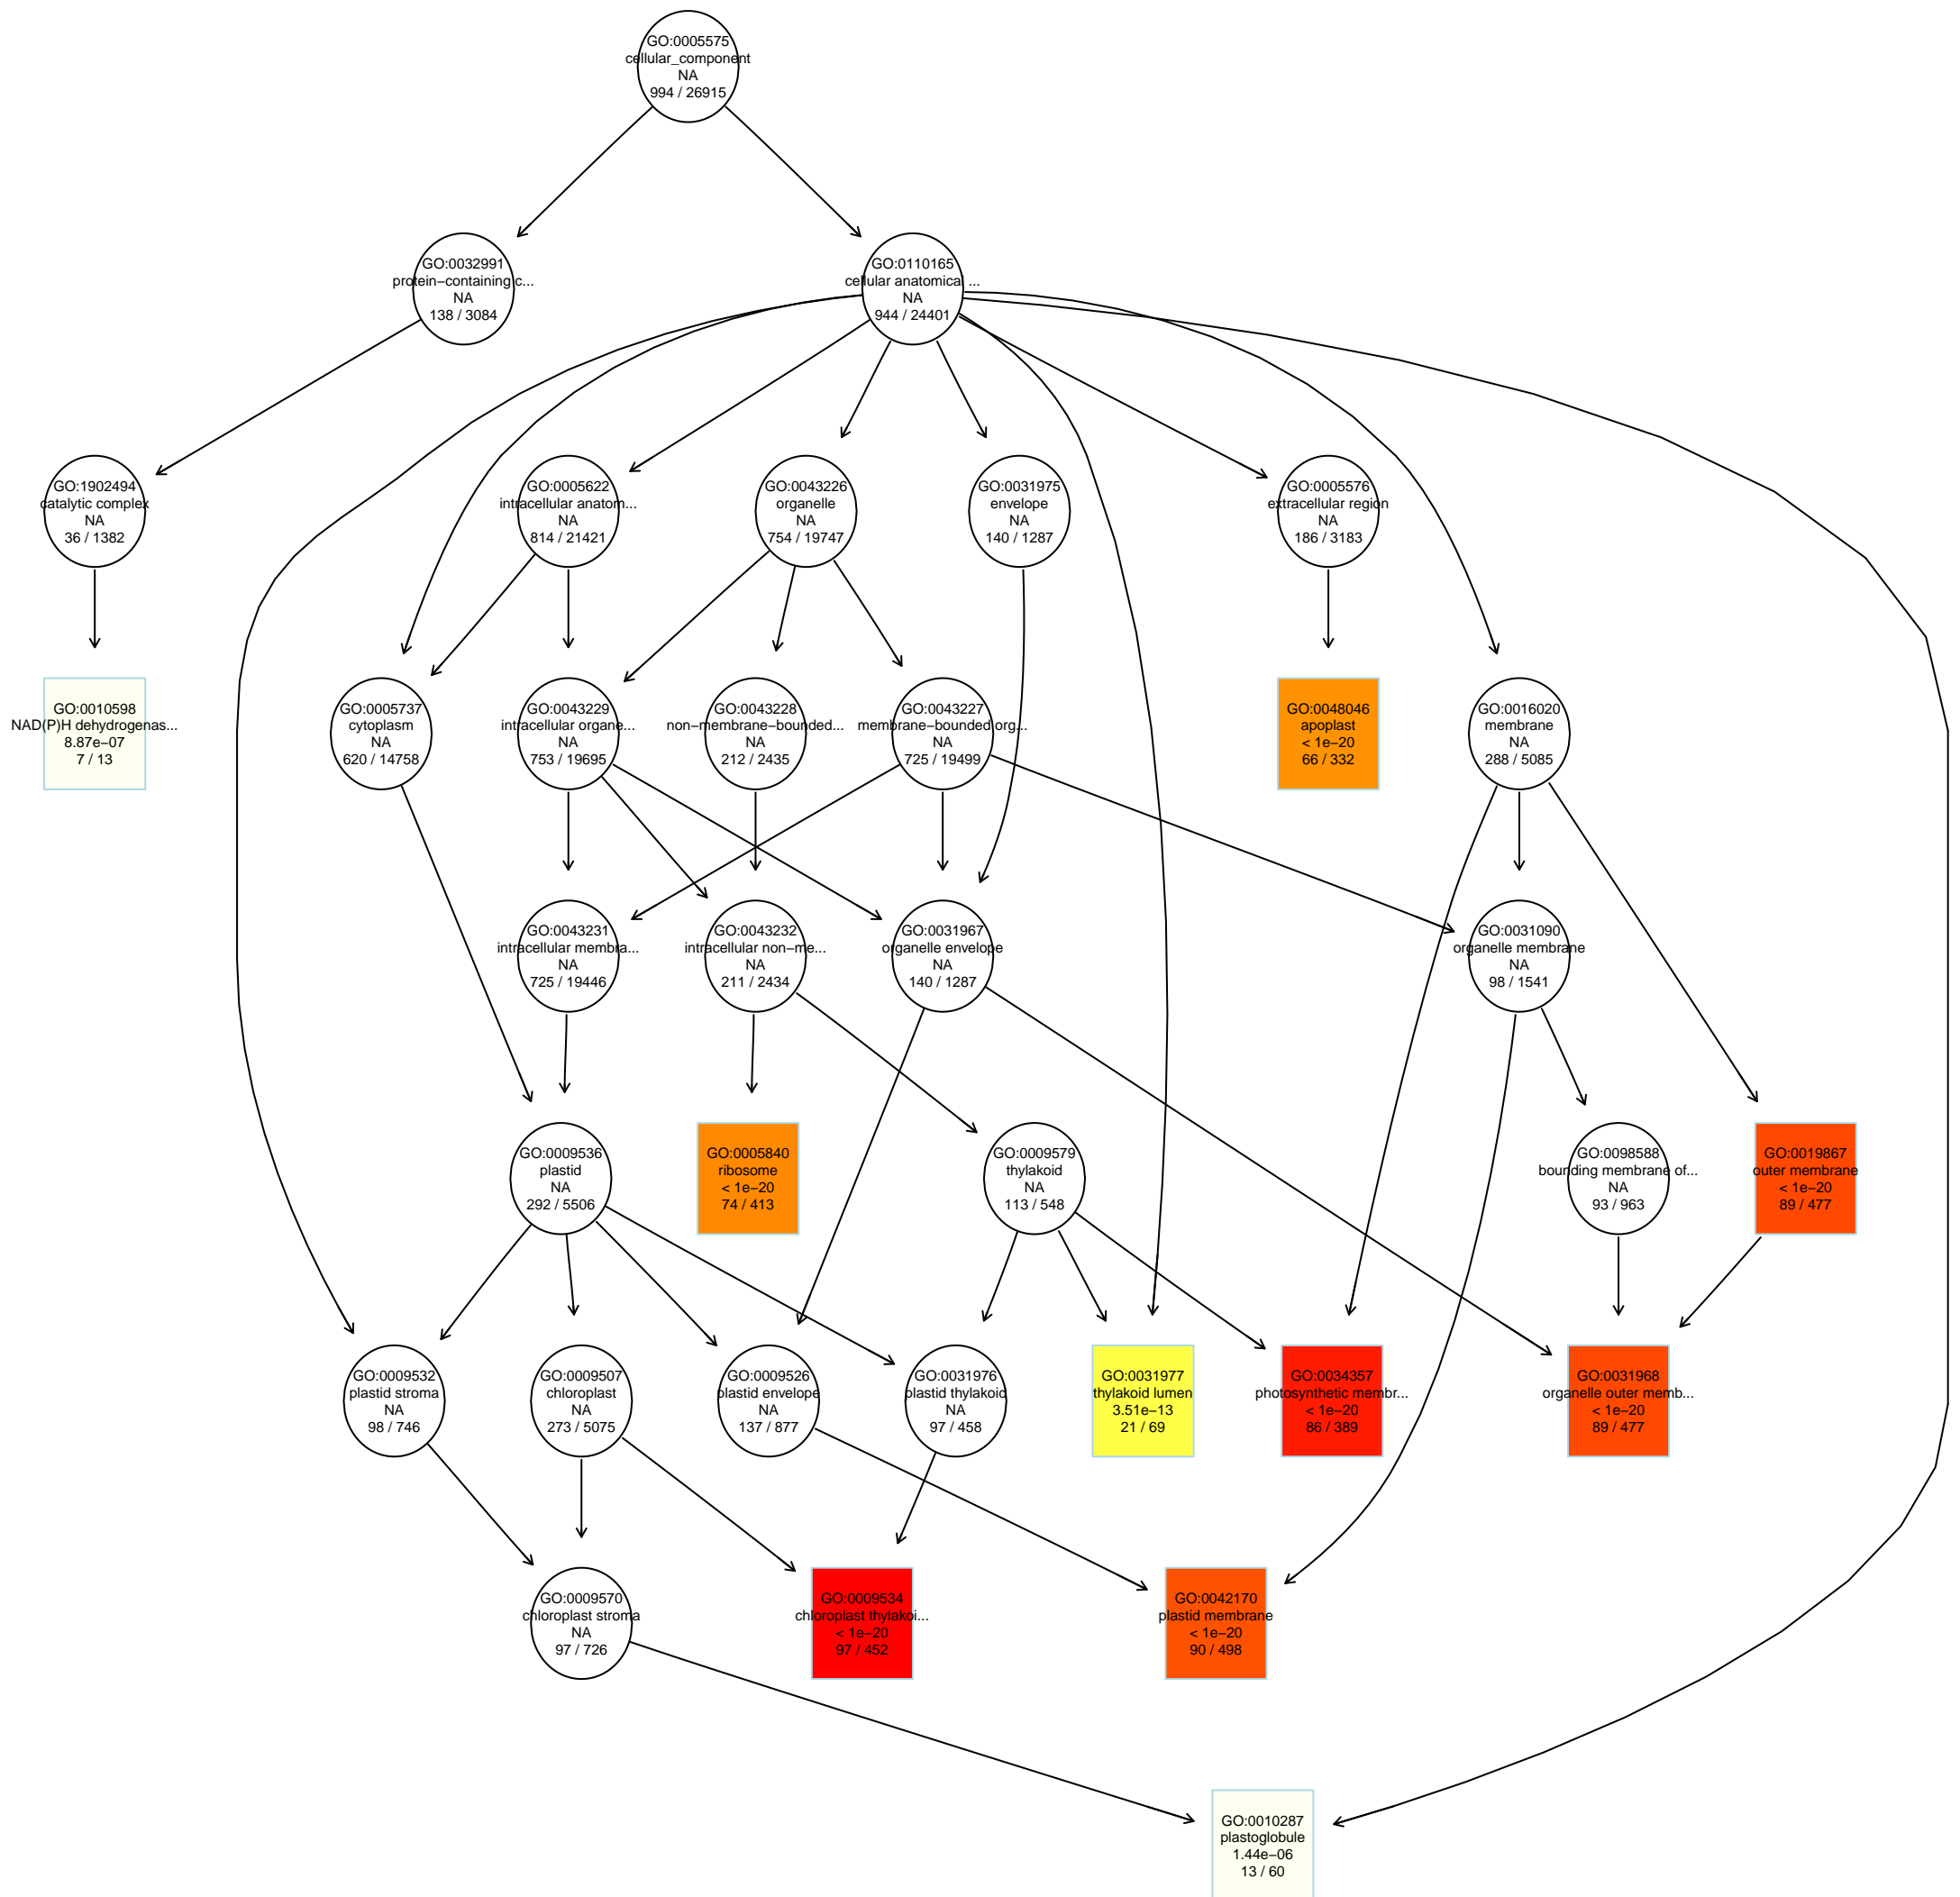 GO:0005575
cellular_component
NA
994 / 26915
GO:0032991
protein−containing c...
NA
138 / 3084
GO:0110165
cellular anatomical ...
NA
944 / 24401
GO:1902494
catalytic complex
NA
36 / 1382
GO:0005622
intracellular anatom...
NA
814 / 21421
GO:0043226
organelle
NA
754 / 19747
GO:0031975
envelope
NA
140 / 1287
GO:0005576
extracellular region
NA
186 / 3183
GO:0010598
NAD(P)H dehydrogenas...
8.87e−07
7 / 13
GO:0005737
cytoplasm
NA
620 / 14758
GO:0043229
intracellular organe...
NA
753 / 19695
GO:0043228
non−membrane−bounded...
NA
212 / 2435
GO:0043227
membrane−bounded org...
NA
725 / 19499
GO:0048046
apoplast
< 1e−20
66 / 332
GO:0016020
membrane
NA
288 / 5085
GO:0043231
intracellular membra...
NA
725 / 19446
GO:0043232
intracellular non−me...
NA
211 / 2434
GO:0031967
organelle envelope
NA
140 / 1287
GO:0031090
organelle membrane
NA
98 / 1541
GO:0009536
plastid
NA
292 / 5506
GO:0005840
ribosome
< 1e−20
74 / 413
GO:0009579
thylakoid
NA
113 / 548
GO:0098588
bounding membrane of...
NA
93 / 963
GO:0019867
outer membrane
< 1e−20
89 / 477
GO:0009532
plastid stroma
NA
98 / 746
GO:0009507
chloroplast
NA
273 / 5075
GO:0009526
plastid envelope
NA
137 / 877
GO:0031976
plastid thylakoid
NA
97 / 458
GO:0031977
thylakoid lumen
3.51e−13
21 / 69
GO:0034357
photosynthetic membr...
< 1e−20
86 / 389
GO:0031968
organelle outer memb...
< 1e−20
89 / 477
GO:0009570
chloroplast stroma
NA
97 / 726
GO:0009534
chloroplast thylakoi...
< 1e−20
97 / 452
GO:0042170
plastid membrane
< 1e−20
90 / 498
GO:0010287
plastoglobule
1.44e−06
13 / 60